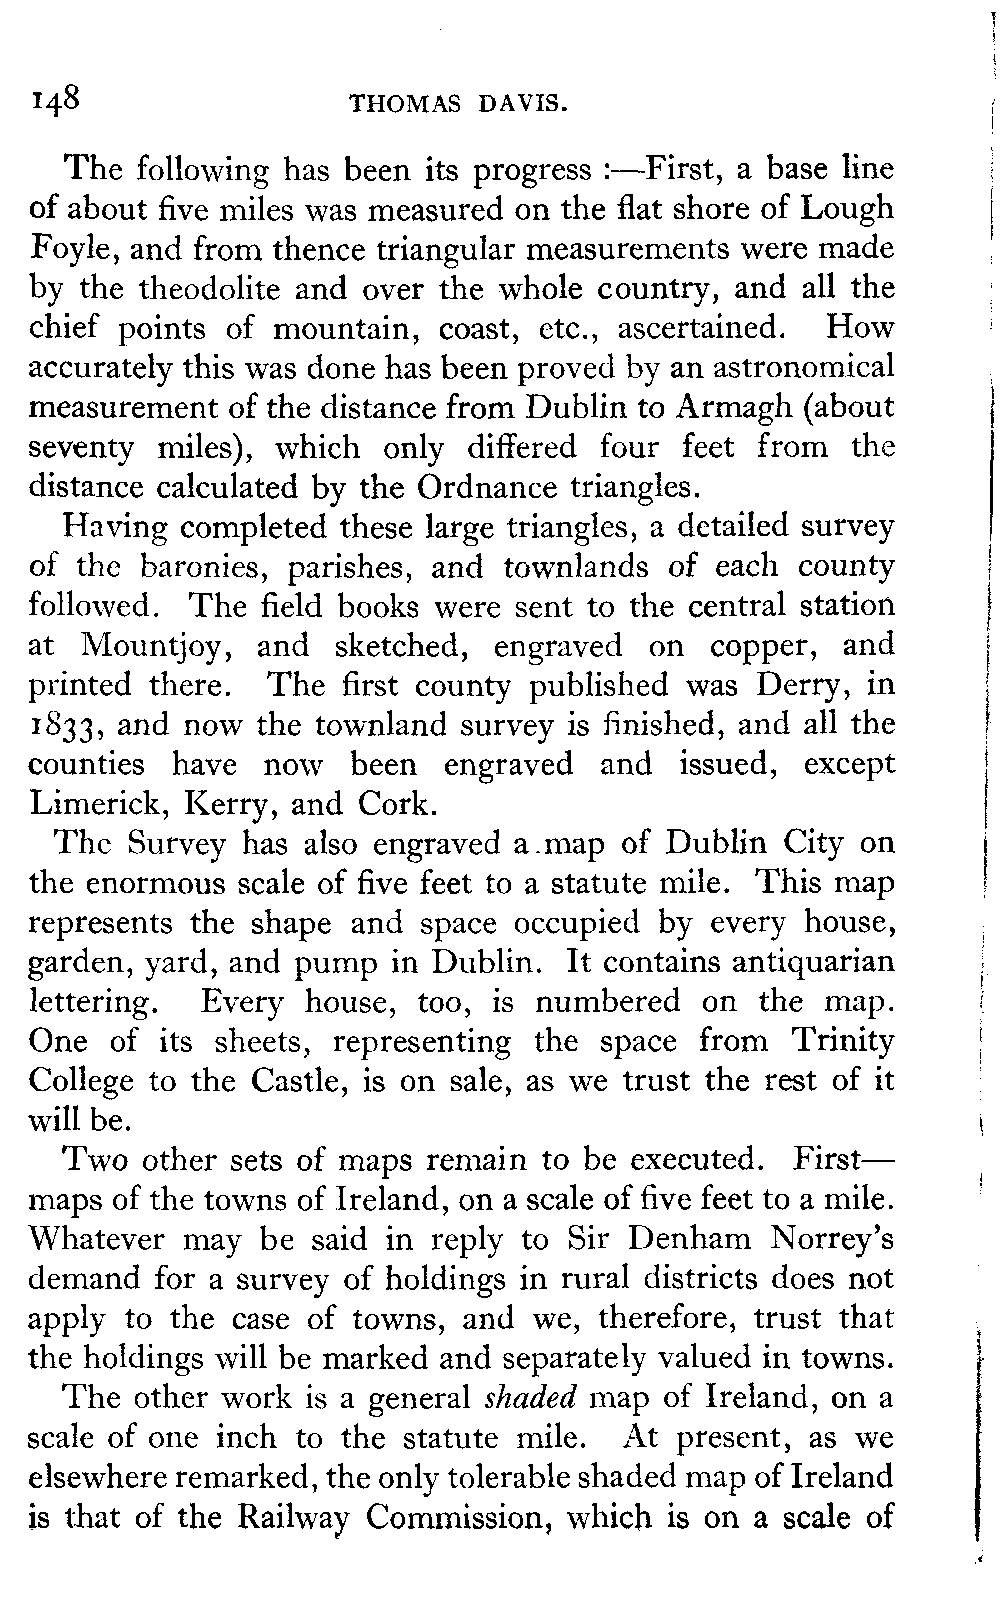 148 THOMAS DAVIS.
The following has been its progress :—First, a base line
of about five miles was measured on the flat shore of Lough
Foyle, and from thence triangular measurements were made
by the theodolite and over the whole country, and all the
chief points of mountain, coast, etc., ascertained. How
accurately this was done has been proved by an astronomical
measurement of the distance from Dublin to Armagh (about
seventy miles), which only differed four feet from the
distance calculated by the Ordnance triangles.
Having completed these large triangles, a detailed survey
of the baronies, parishes, and townlands of each county
followed. The field books were sent to the central station
at Mountjoy, and sketched, engraved on copper, and
printed there. The first county published was Derry, in
1833, and now the townland survey is finished, and all the
counties have now been engraved and issued, except
Limerick, Kerry, and Cork.
The Survey has also engraved a map of Dublin City on
the enormous scale of five feet to a statute mile. This map
represents the shape and space occupied by every house,
garden, yard, and pump in Dublin. It contains antiquarian
lettering. Every house, too, is numbered on the map.
One of its sheets, representing the space from Trinity
College to the Castle, is on sale, as we trust the rest of it
will be.
Two other sets of maps remain to be executed. First—
maps of the towns of Ireland, on a scale of five feet to a mile.
Whatever may be said in reply to Sir Denham Norrey's
demand for a survey of holdings in rural districts does not
apply to the case of towns, and we, therefore, trust that
the holdings will be marked and separately valued in towns.
The other work is a general shaded map of Ireland, on a
scale of one inch to the statute mile. At present, as we
elsewhere remarked, the only tolerable shaded map of Ireland
is that of the Railway Commission, which is on a scale of